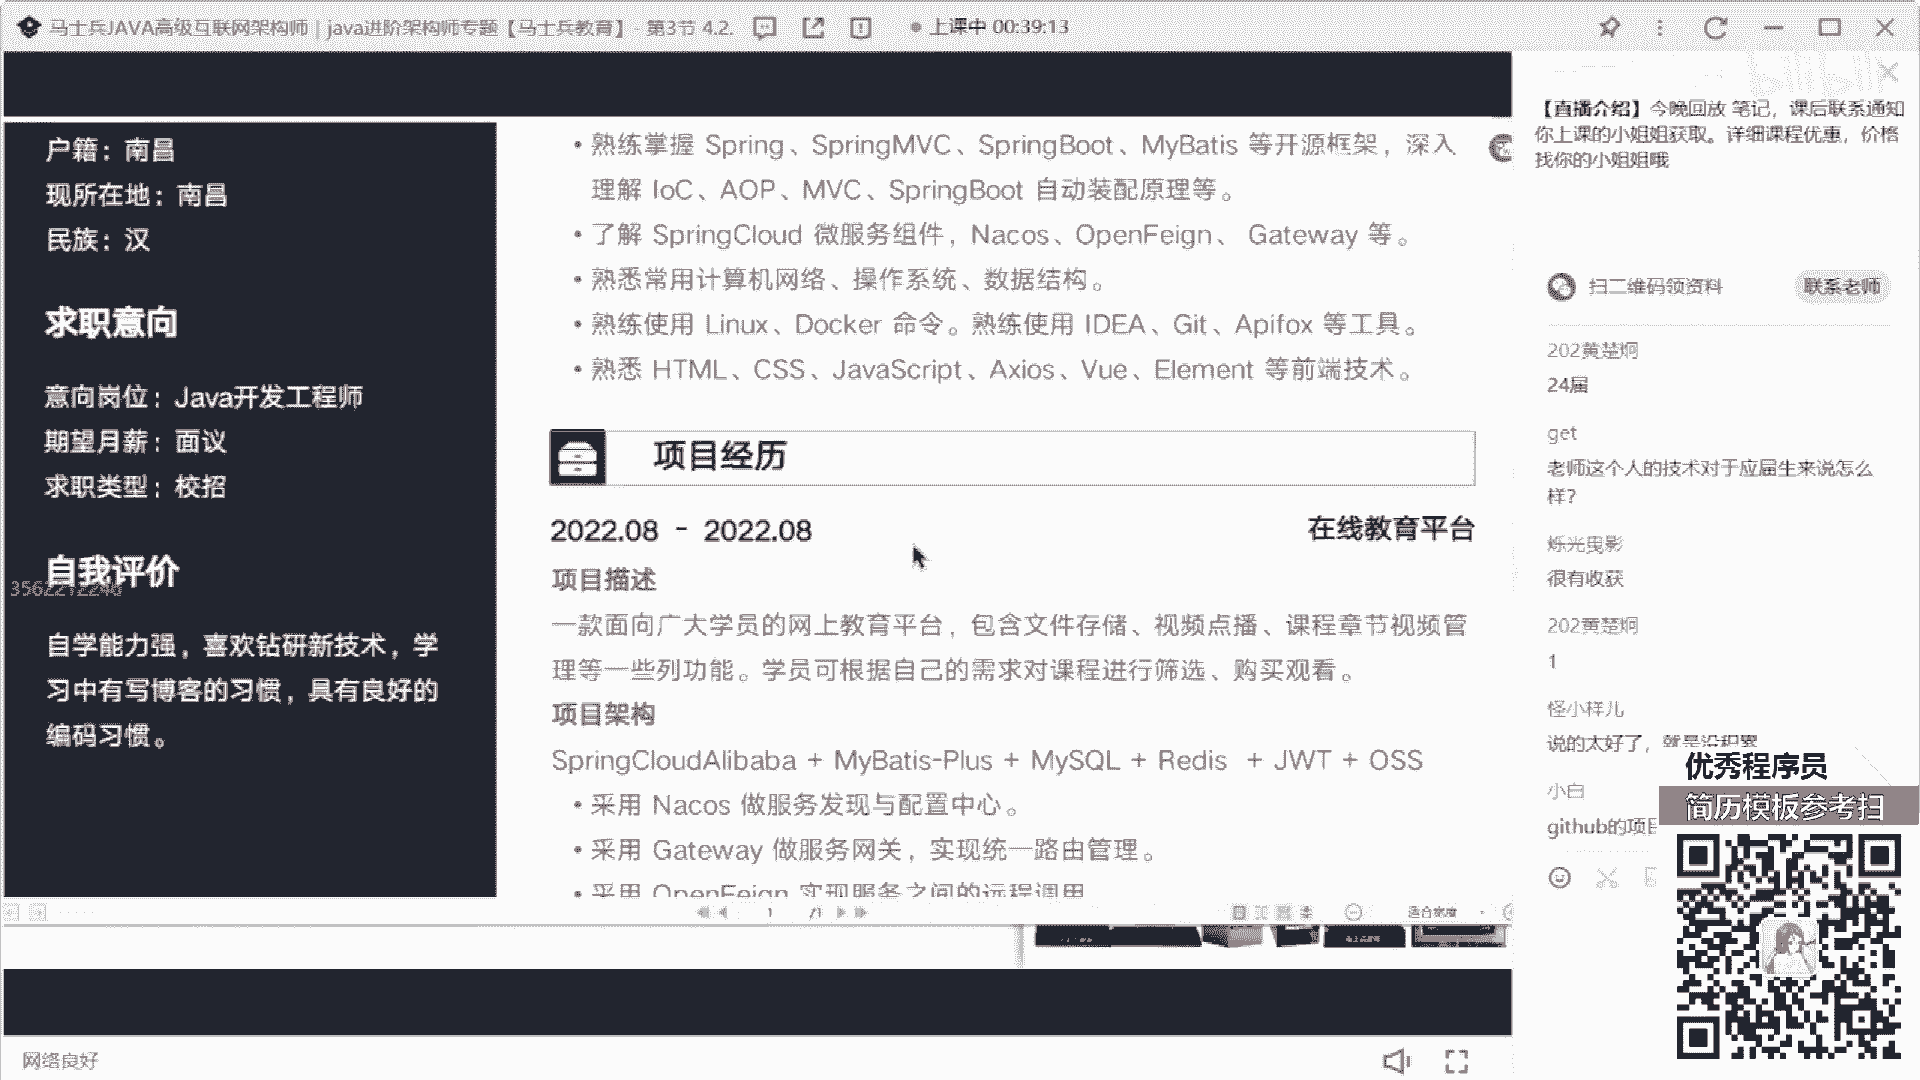 马士兵JAVA高级互联网架构师｜java进阶架构师专题【马士兵教育】- 第3节 4.2.
上课中 00:39:13
户籍：南昌
现所在地：南昌
民族：汉
求职意向
意向岗位：Java开发工程师
期望月薪：面议
求职类型：校招
自我评价
自学能力强，喜欢钻研新技术，学
习中有写博客的习惯，具有良好的
编码习惯。
• 熟练掌握 Spring、SpringMVC、SpringBoot、MyBatis 等开源框架，深入
理解 IoC、AOP、MVC、SpringBoot 自动装配原理等。
• 了解 SpringCloud 微服务组件，Nacos、OpenFeign、 Gateway 等。
• 熟悉常用计算机网络、操作系统、数据结构。
• 熟练使用 Linux、Docker 命令。熟练使用 IDEA、Git、Apifox 等工具。
• 熟悉 HTML、CSS、JavaScript、Axios、Vue、Element 等前端技术。
项目经历
2022.08 - 2022.08
在线教育平台
项目描述
一款面向广大学员的网上教育平台，包含文件存储、视频点播、课程章节视频管
理等一些列功能。学员可根据自己的需求对课程进行筛选、购买观看。
项目架构
SpringCloudAlibaba + MyBatis-Plus + MySQL + Redis + JWT + OSS
• 采用 Nacos 做服务发现与配置中心。
• 采用 Gateway 做服务网关，实现统一路由管理。
• 采用 OpenFeign 实现服务之间的远程调用
1 /1
适合宽度
网络良好
【直播介绍】今晚回放 笔记，课后联系通知
你上课的小姐姐获取。详细课程优惠，价格
找你的小姐姐哦
扫二维码领资料
联系老师
202黄楚炯
24届
get
老师这个人的技术对于应届生来说怎么
样？
烁光曳影
很有收获
202黄楚炯
1
怪小样儿
说的太好了，就是没积累
小白
github的项目
优秀程序员
简历模板参考扫